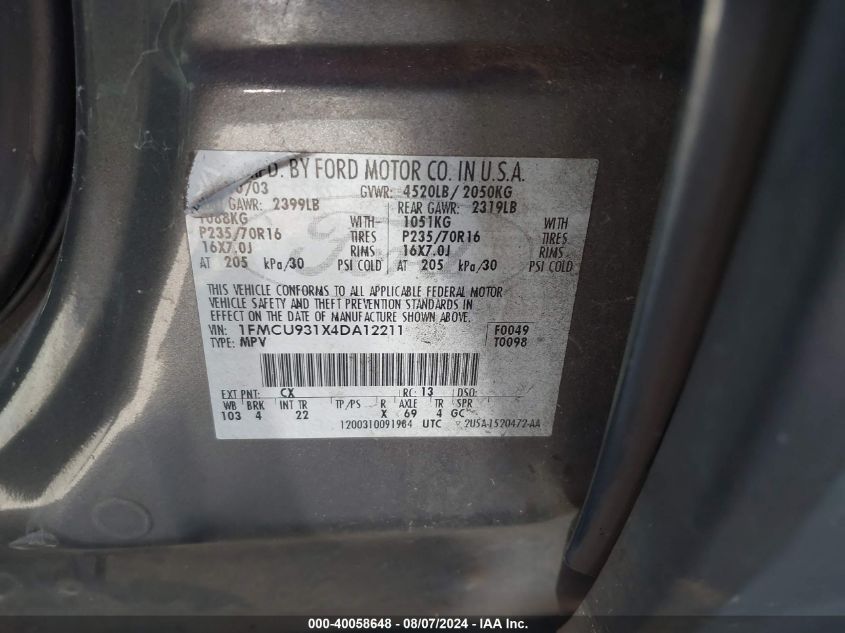 FD. BY FORD MOTOR CO. IN U.S.A.
0/03 GVWR: 4520LB/ 2050KG
GAWR: 2399LB REAR GAWR: 2319LB
1088KG WITH 1051KG WITH
P235/70R16 TIRES P235/70R16 TIRES
16X7.0J RIMS 16X7.0J RIMS
AT 205 kPa/30 PSI COLD AT 205 kPa/30 PSI COLD
THIS VEHICLE CONFORMS TO ALL APPLICABLE FEDERAL MOTOR
VEHICLE SAFETY AND THEFT PREVENTION STANDARDS IN
EFFECT ON THE DATE OF MANUFACTURE SHOWN ABOVE.
VIN: 1FMCU931X4DA12211 F0049
TYPE: MPV T0098
EXT PNT: CX RC: 13 DSO:
WB BRK INT TR TP/PS R AXLE TR SPR
103 4 22 X 69 4 GC
1200310091984 UTC 2U5A-1520472-AA
000-40058648 - 08/07/2024 - IAA Inc.